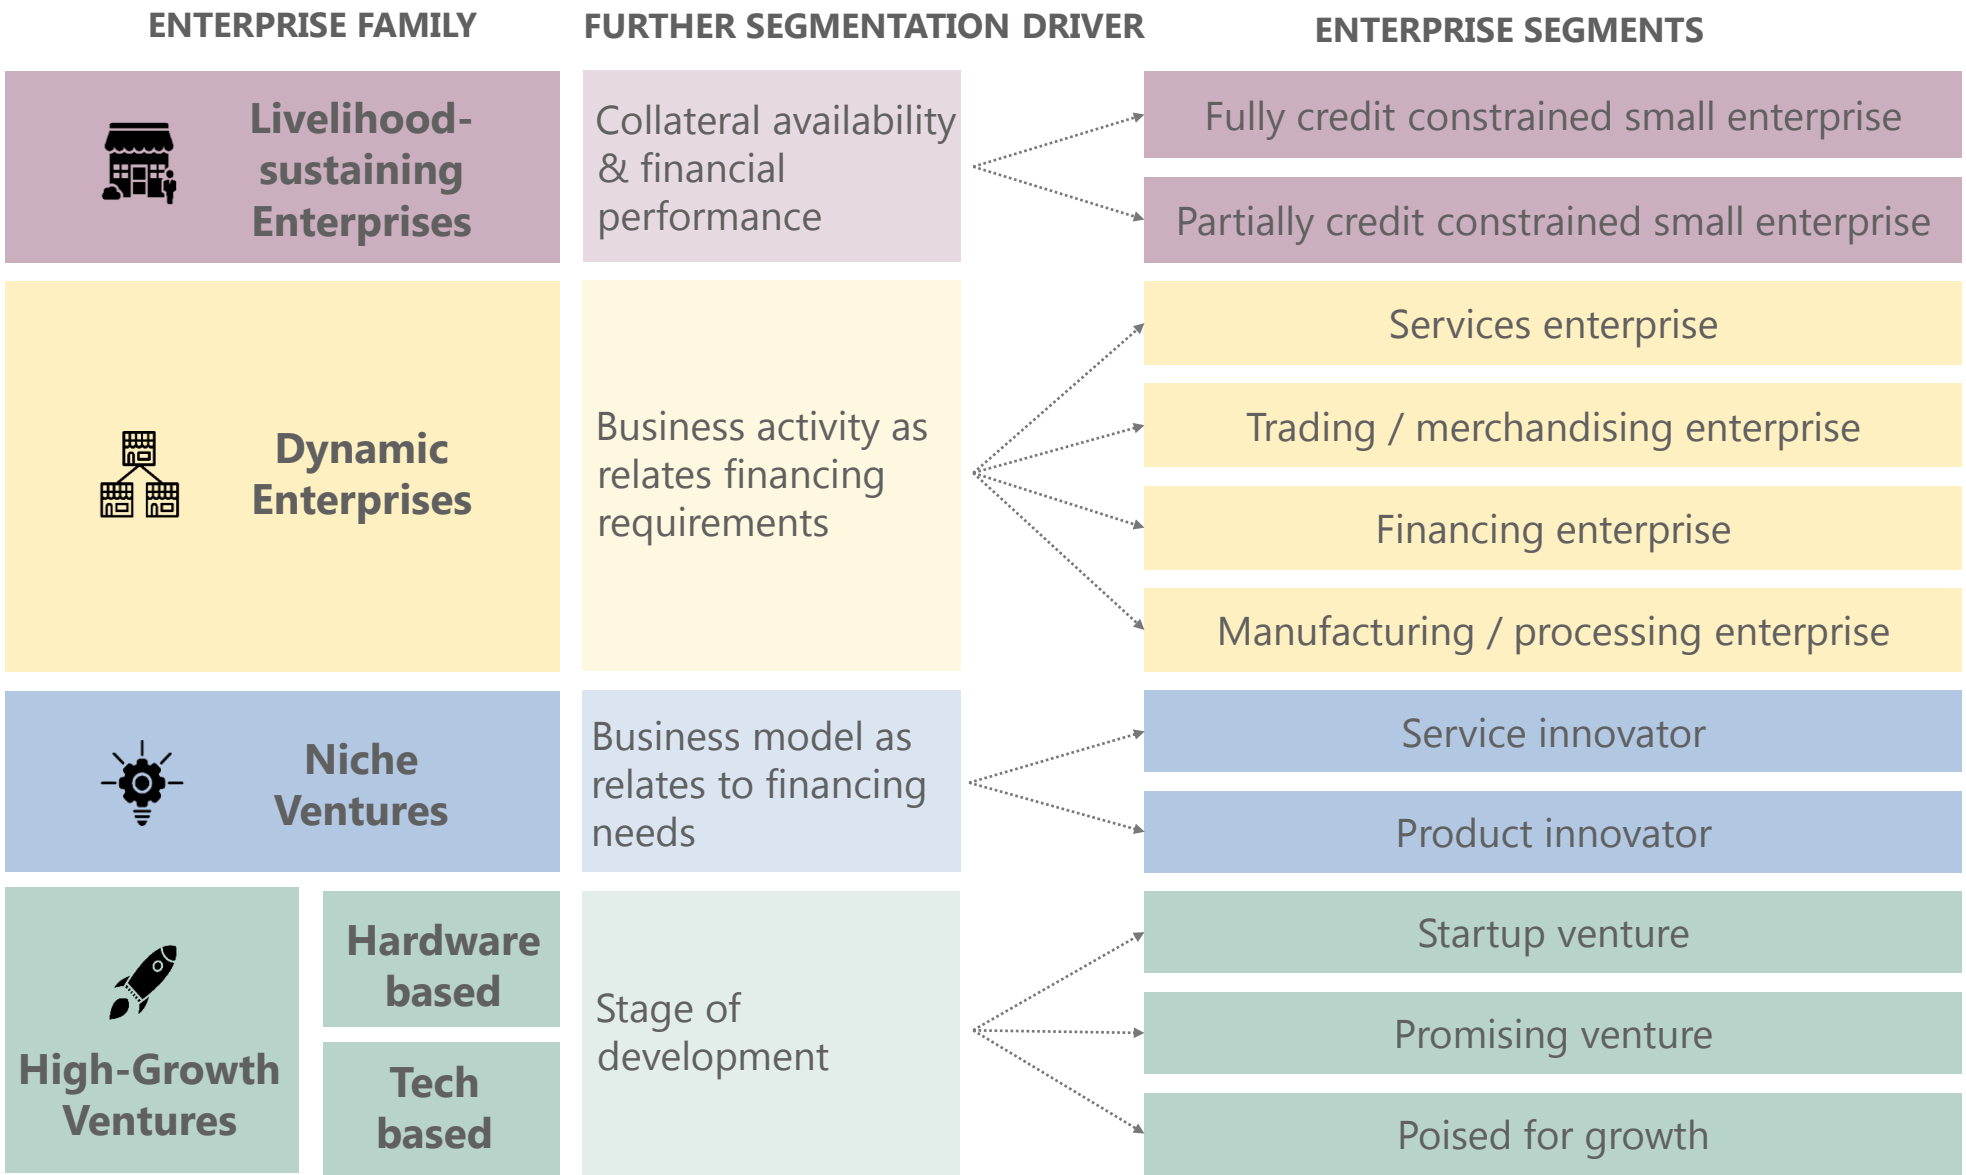 ENTERPRISE FAMILY
FURTHER SEGMENTATION DRIVER
ENTERPRISE SEGMENTS
Livelihood-
sustaining
Enterprises
Collateral availability
& financial
performance
Fully credit constrained small enterprise
Partially credit constrained small enterprise
Dynamic
Enterprises
Business activity as
relates financing
requirements
Services enterprise
Trading / merchandising enterprise
Financing enterprise
Manufacturing / processing enterprise
Niche
Ventures
Business model as
relates to financing
needs
Service innovator
Product innovator
High-Growth
Ventures
Hardware
based
Tech
based
Stage of
development
Startup venture
Promising venture
Poised for growth